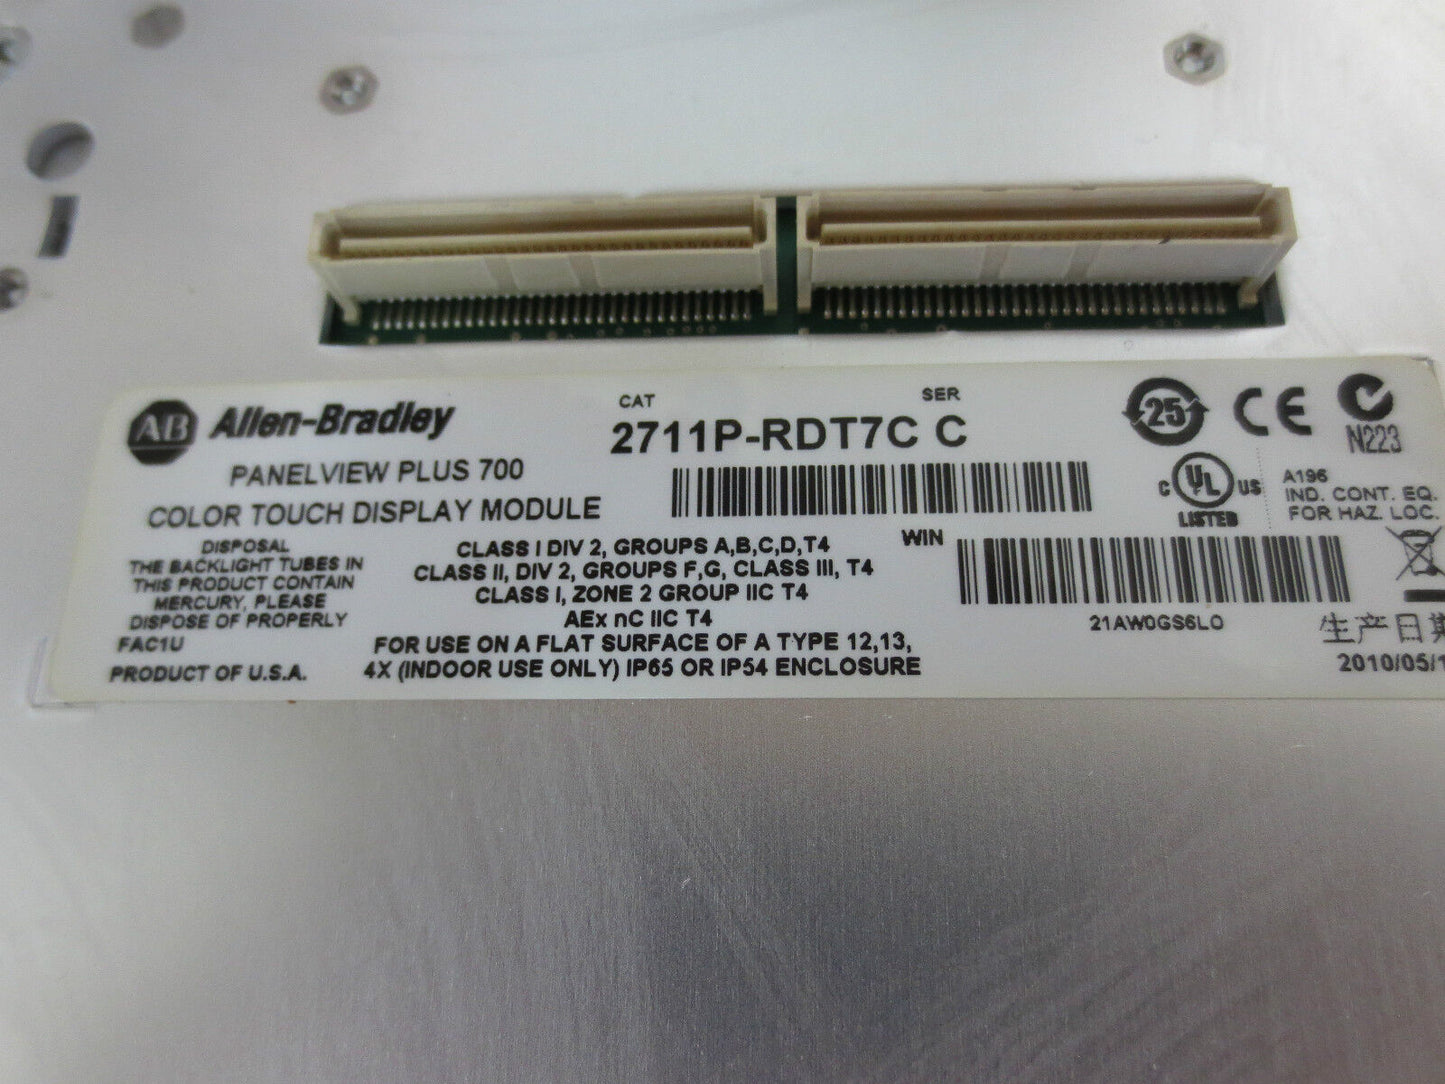 AB Allen-Bradley
PANELVIEW PLUS 700
COLOR TOUCH DISPLAY MODULE
CAT SER
2711P-RDT7C C
25
CE
N223
C UL US
LISTED
A196
IND. CONT. EQ.
FOR HAZ. LOC.
DISPOSAL
THE BACKLIGHT TUBES IN
THIS PRODUCT CONTAIN
MERCURY, PLEASE
DISPOSE OF PROPERLY
FAC1U
PRODUCT OF U.S.A.
CLASS I DIV 2, GROUPS A,B,C,D,T4
CLASS II, DIV 2, GROUPS F,G, CLASS III, T4
CLASS I, ZONE 2 GROUP IIC T4
AEx nC IIC T4
FOR USE ON A FLAT SURFACE OF A TYPE 12,13,
4X (INDOOR USE ONLY) IP65 OR IP54 ENCLOSURE
WIN
21AW0GS6LO
生产日期
2010/05/1